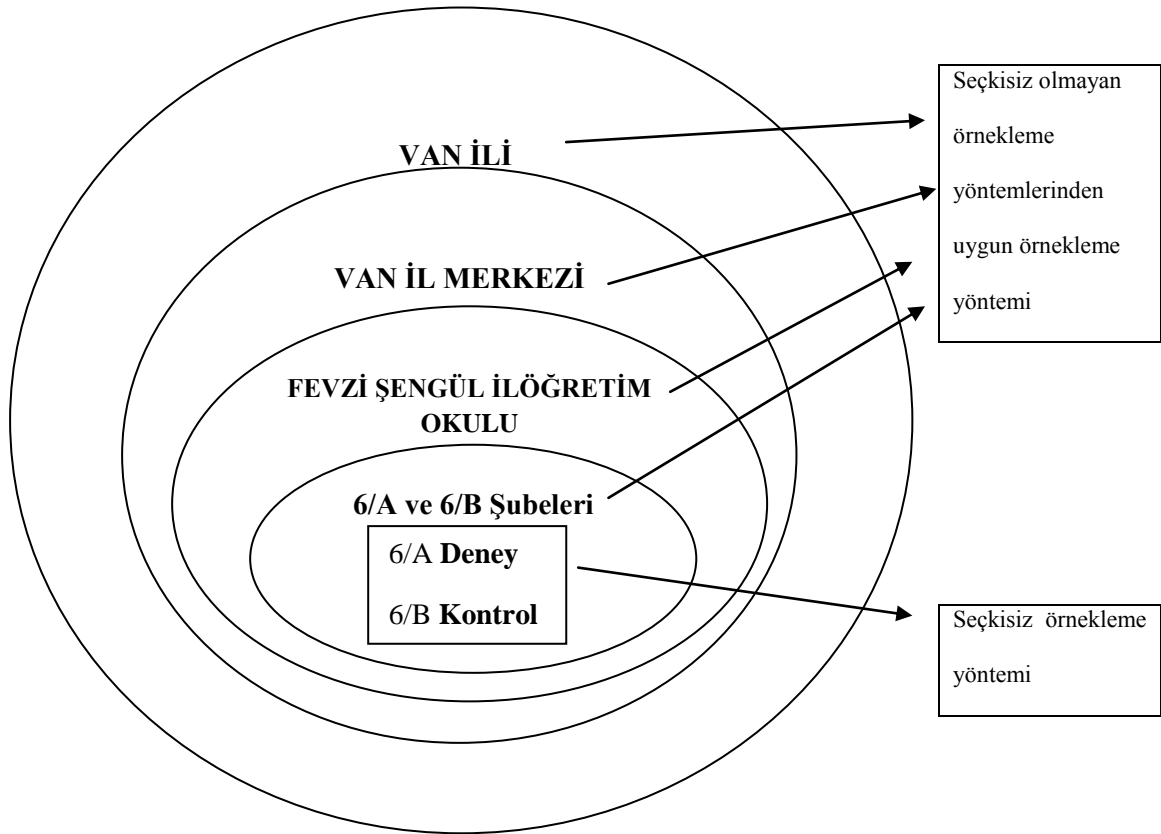 VAN İLİ
VAN İL MERKEZİ
FEVZİ ŞENGÜL İLÖĞRETİM
OKULU
6/A ve 6/B Şubeleri
6/A Deney
6/B Kontrol
Seçkisiz olmayan
örnekleme
yöntemlerinden
uygun örnekleme
yöntemi
Seçkisiz örnekleme
yöntemi